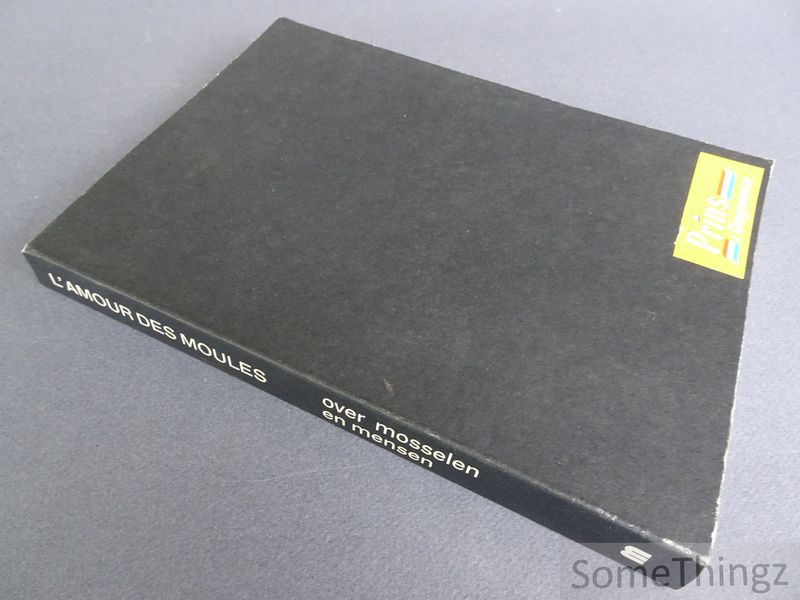 L'AMOUR DES MOULES
over mosselen
en mensen
m
Prins
SomeThingz